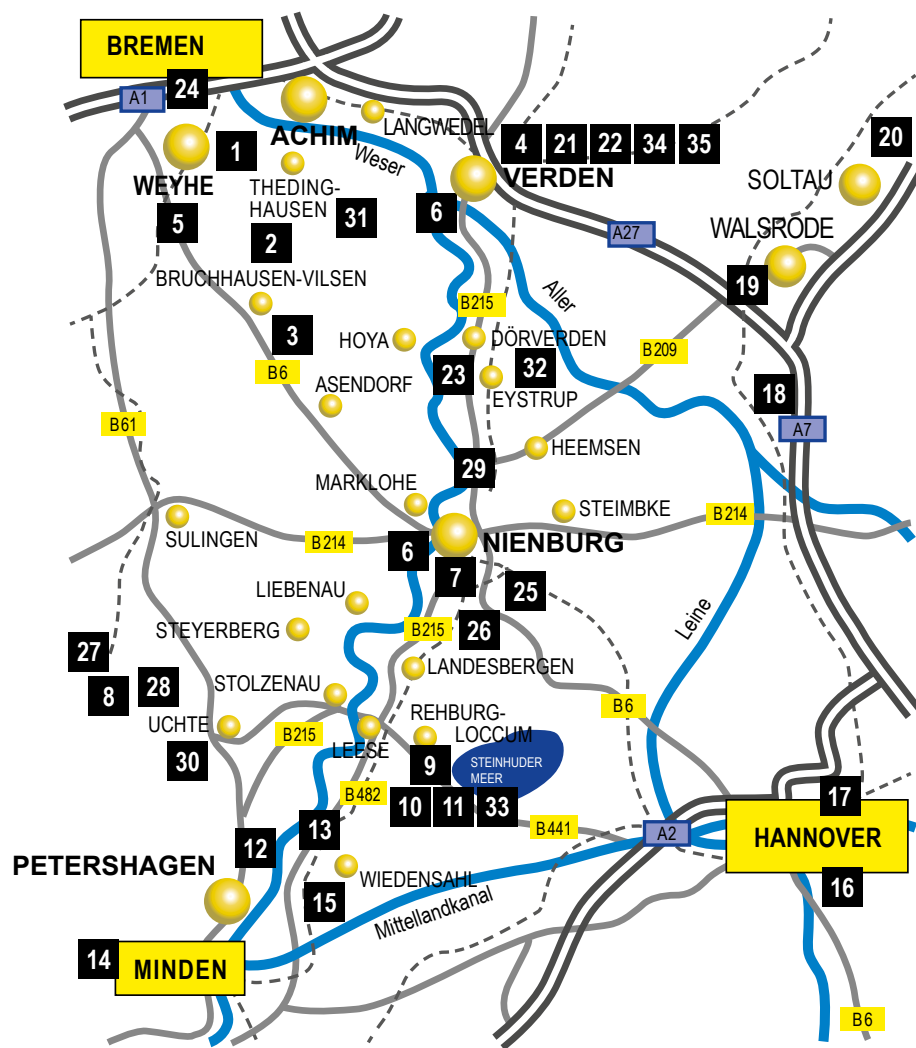 BREMEN
24
A1
ACHIM
LANGWEDEL
Weser
1
WEYHE
THEDING-
HAUSEN
31
5
2
4 21 22 34 35
VERDEN
6
20
SOLTAU
A27
WALSRODE
19
BRUCHHAUSEN-VILSEN
3
B215
Aller
HOYA
DÖRVERDEN
B209
B6
23
32
ASENDORF
EYSTRUP
18
B61
A7
29
HEEMSEN
MARKLOHE
STEIMBKE
B214
SULINGEN
B214
6
NIENBURG
7
25
LIEBENAU
STEYERBERG
B215
26
Leine
27
8
28
LANDESBERGEN
STOLZENAU
B6
UCHTE
B215
LEESE
REHBURG-
LOCCUM
30
9
STEINHUDER
MEER
B482
10 11 33
17
12
13
B441
A2
HANNOVER
PETERSHAGEN
15
WIEDENSAHL
16
Mittellandkanal
14
MINDEN
B6